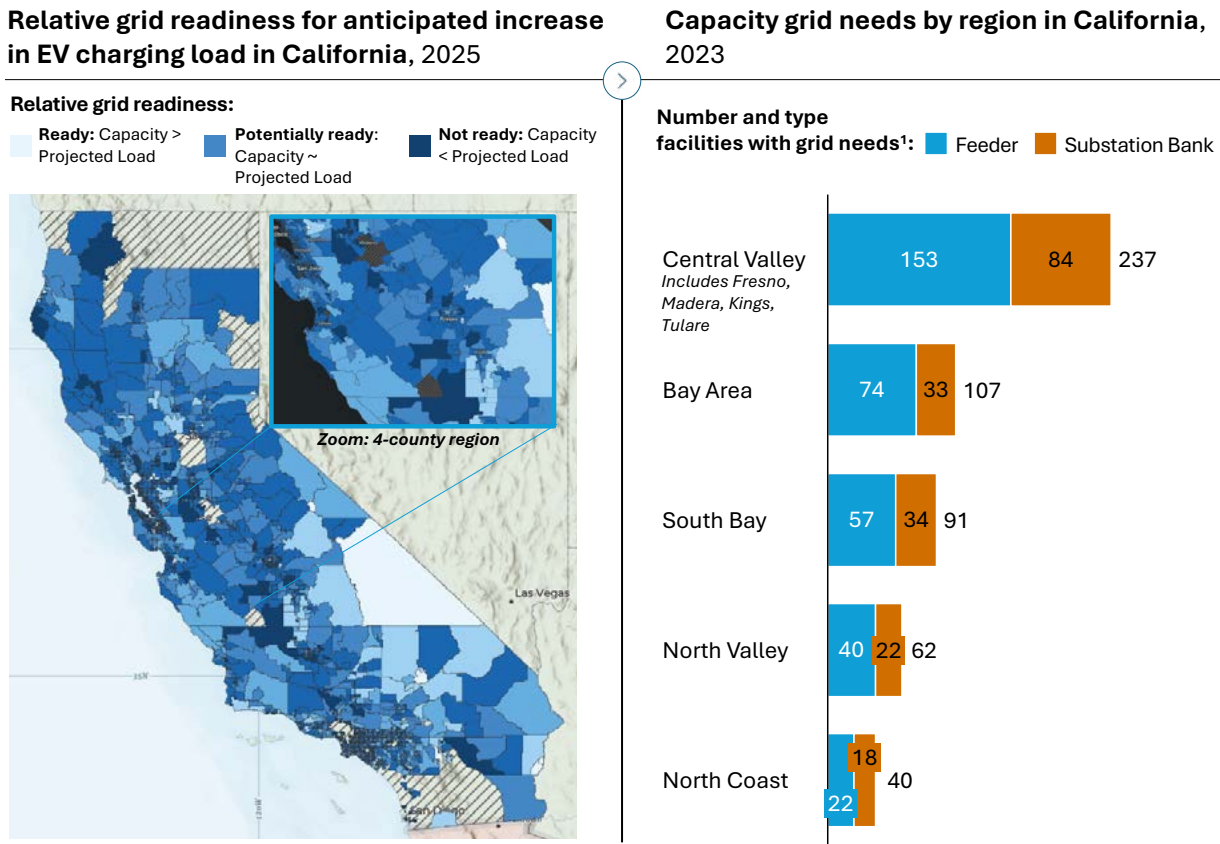 Relative grid readiness for anticipated increase
in EV charging load in California, 2025
Relative grid readiness:
Ready: Capacity >
Projected Load
Potentially ready:
Capacity ~
Projected Load
Not ready: Capacity
< Projected Load
Zoom: 4-county region
Las Vegas
San Diego
Capacity grid needs by region in California,
2023
Number and type
facilities with grid needs¹:
Feeder
Substation Bank
Central Valley
Includes Fresno,
Madera, Kings,
Tulare
153
84
237
Bay Area
74
33
107
South Bay
57
34
91
North Valley
40
22
62
North Coast
22
18
40